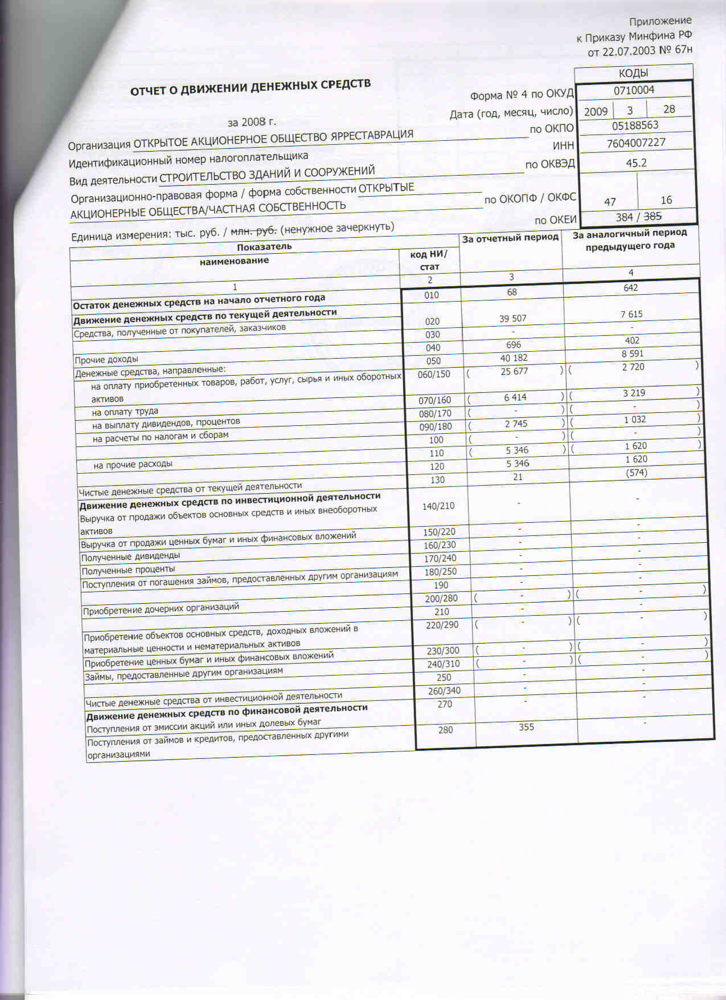 Приложение
к Приказу Минфина РФ
от 22.07.2003 № 67н
КОДЫ
ОТЧЕТ О ДВИЖЕНИИ ДЕНЕЖНЫХ СРЕДСТВ
Форма № 4 по ОКУД 0710004
Дата (год, месяц, число) 2009 3 28
за 2008 г.
Организация ОТКРЫТОЕ АКЦИОНЕРНОЕ ОБЩЕСТВО ЯРРЕСТАВРАЦИЯ по ОКПО 05188563
Идентификационный номер налогоплательщика ИНН 7604007227
Вид деятельности СТРОИТЕЛЬСТВО ЗДАНИЙ И СООРУЖЕНИЙ по ОКВЭД 45.2
Организационно-правовая форма / форма собственности ОТКРЫТЫЕ
АКЦИОНЕРНЫЕ ОБЩЕСТВА/ЧАСТНАЯ СОБСТВЕННОСТЬ по ОКОПФ / ОКФС 47 16
Единица измерения: тыс. руб. / млн. руб. (ненужное зачеркнуть) по ОКЕИ 384 / 385
Показатель За отчетный период За аналогичный период
предыдущего года
наименование код НИ/
стат
1 2 3 4
Остаток денежных средств на начало отчетного года 010 68 642
Движение денежных средств по текущей деятельности
Средства, полученные от покупателей, заказчиков 020 39 507 7 615
030 - -
Прочие доходы 040 696 402
Денежные средства, направленные: 050 40 182 8 591
на оплату приобретенных товаров, работ, услуг, сырья и иных оборотных 060/150 ( 25 677 ) ( 2 720 )
активов
на оплату труда 070/160 ( 6 414 ) ( 3 219 )
на выплату дивидендов, процентов 080/170 ( - ) ( - )
на расчеты по налогам и сборам 090/180 ( 2 745 ) ( 1 032 )
100 ( - ) ( - )
на прочие расходы 110 ( 5 346 ) ( 1 620 )
120 5 346 1 620
Чистые денежные средства от текущей деятельности 130 21 (574)
Движение денежных средств по инвестиционной деятельности
Выручка от продажи объектов основных средств и иных внеоборотных 140/210 - -
активов
Выручка от продажи ценных бумаг и иных финансовых вложений 150/220 - -
Полученные дивиденды 160/230 - -
Полученные проценты 170/240 - -
Поступления от погашения займов, предоставленных другим организациям 180/250 - -
190 - -
Приобретение дочерних организаций 200/280 ( - ) ( - )
210 - -
Приобретение объектов основных средств, доходных вложений в 220/290 ( - ) ( - )
материальные ценности и нематериальных активов
Приобретение ценных бумаг и иных финансовых вложений 230/300 ( - ) ( - )
Займы, предоставленные другим организациям 240/310 ( - ) ( - )
250 - -
Чистые денежные средства от инвестиционной деятельности 260/340 - -
Движение денежных средств по финансовой деятельности 270 - -
Поступления от эмиссии акций или иных долевых бумаг
Поступления от займов и кредитов, предоставленных другими 280 355 -
организациями